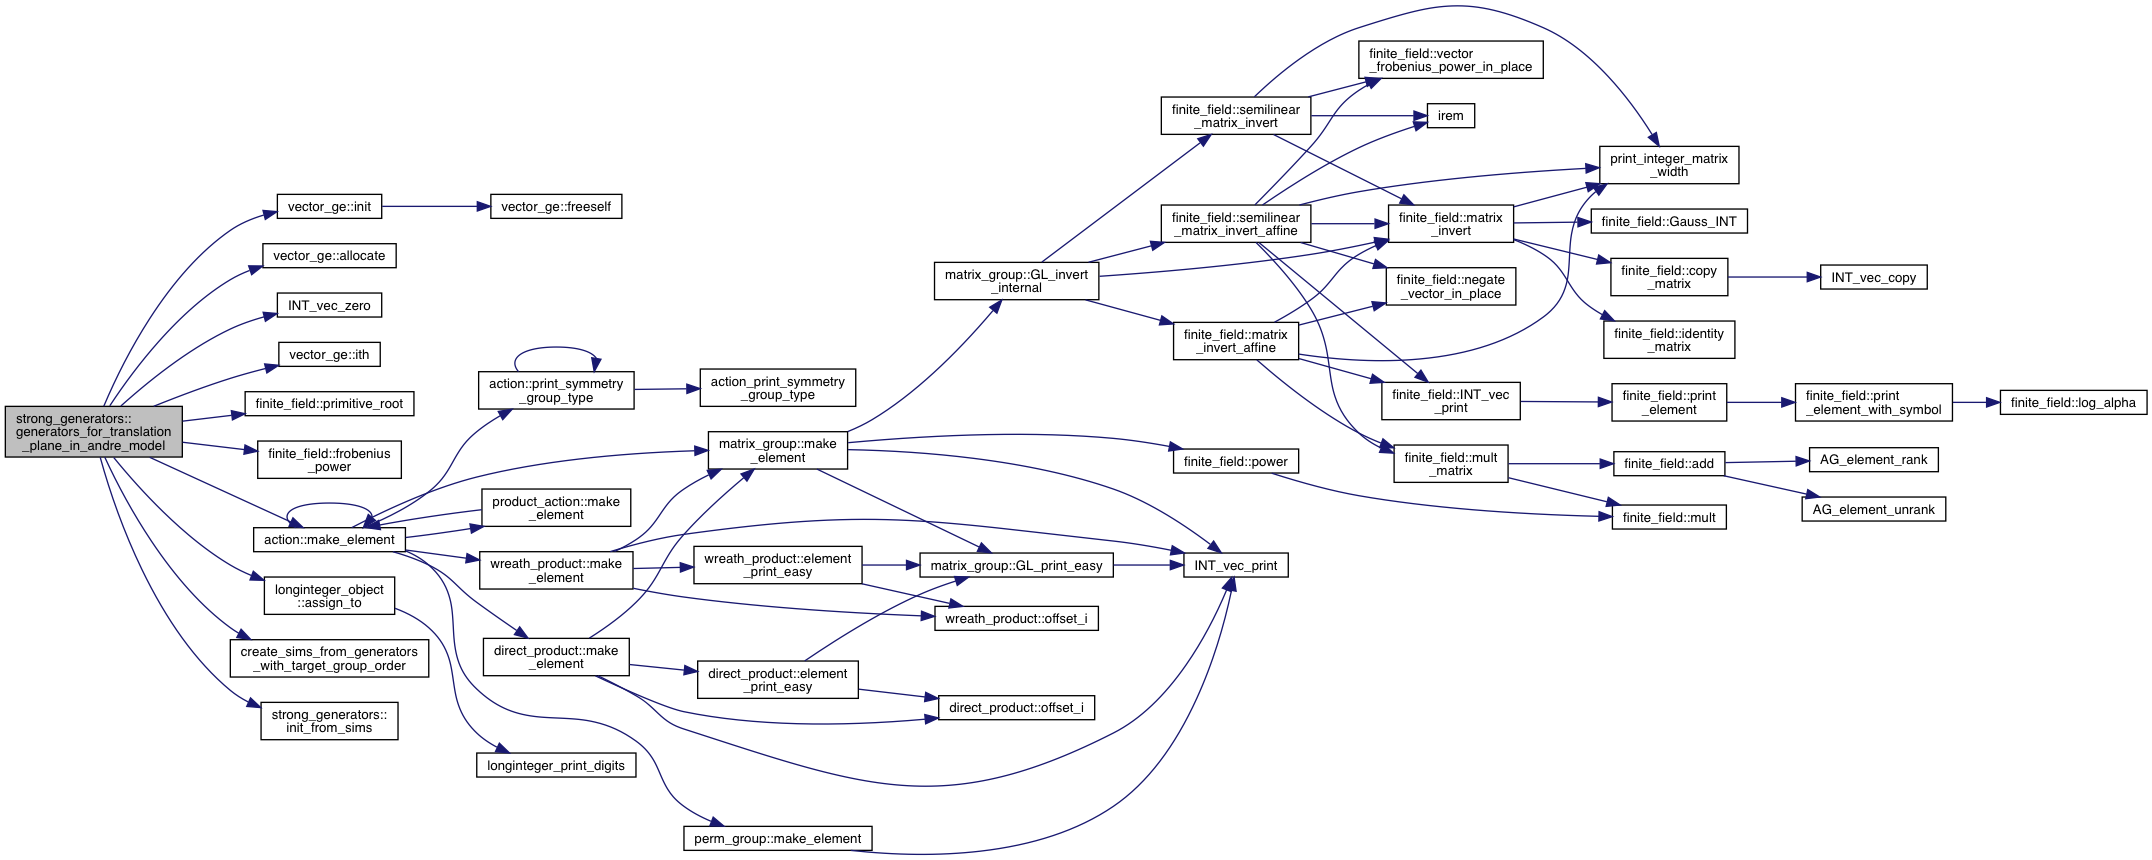 strong_generators::
generators_for_translation
_plane_in_andre_model
vector_ge::init
vector_ge::allocate
INT_vec_zero
vector_ge::ith
finite_field::primitive_root
finite_field::frobenius
_power
action::make_element
longinteger_object
::assign_to
create_sims_from_generators
_with_target_group_order
strong_generators::
init_from_sims
vector_ge::freeself
action::print_symmetry
_group_type
product_action::make
_element
wreath_product::make
_element
direct_product::make
_element
longinteger_print_digits
action_print_symmetry
_group_type
matrix_group::make
_element
wreath_product::element
_print_easy
direct_product::element
_print_easy
perm_group::make_element
matrix_group::GL_invert
_internal
matrix_group::GL_print_easy
wreath_product::offset_i
direct_product::offset_i
finite_field::semilinear
_matrix_invert
finite_field::semilinear
_matrix_invert_affine
finite_field::matrix
_invert_affine
finite_field::power
INT_vec_print
finite_field::vector
_frobenius_power_in_place
irem
finite_field::matrix
_invert
finite_field::negate
_vector_in_place
finite_field::INT_vec
_print
finite_field::mult
_matrix
print_integer_matrix
_width
finite_field::Gauss_INT
finite_field::copy
_matrix
finite_field::identity
_matrix
finite_field::print
_element
finite_field::add
finite_field::mult
INT_vec_copy
finite_field::print
_element_with_symbol
AG_element_rank
AG_element_unrank
finite_field::log_alpha